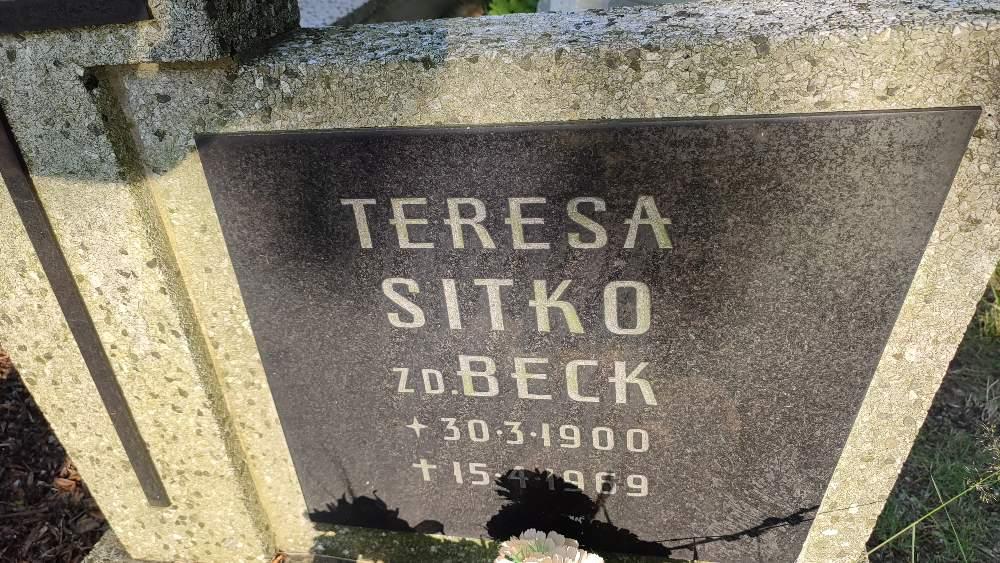 TERESA
SITKO
ZD.BECK
+ 30·3·1900
+ 15·4·1969